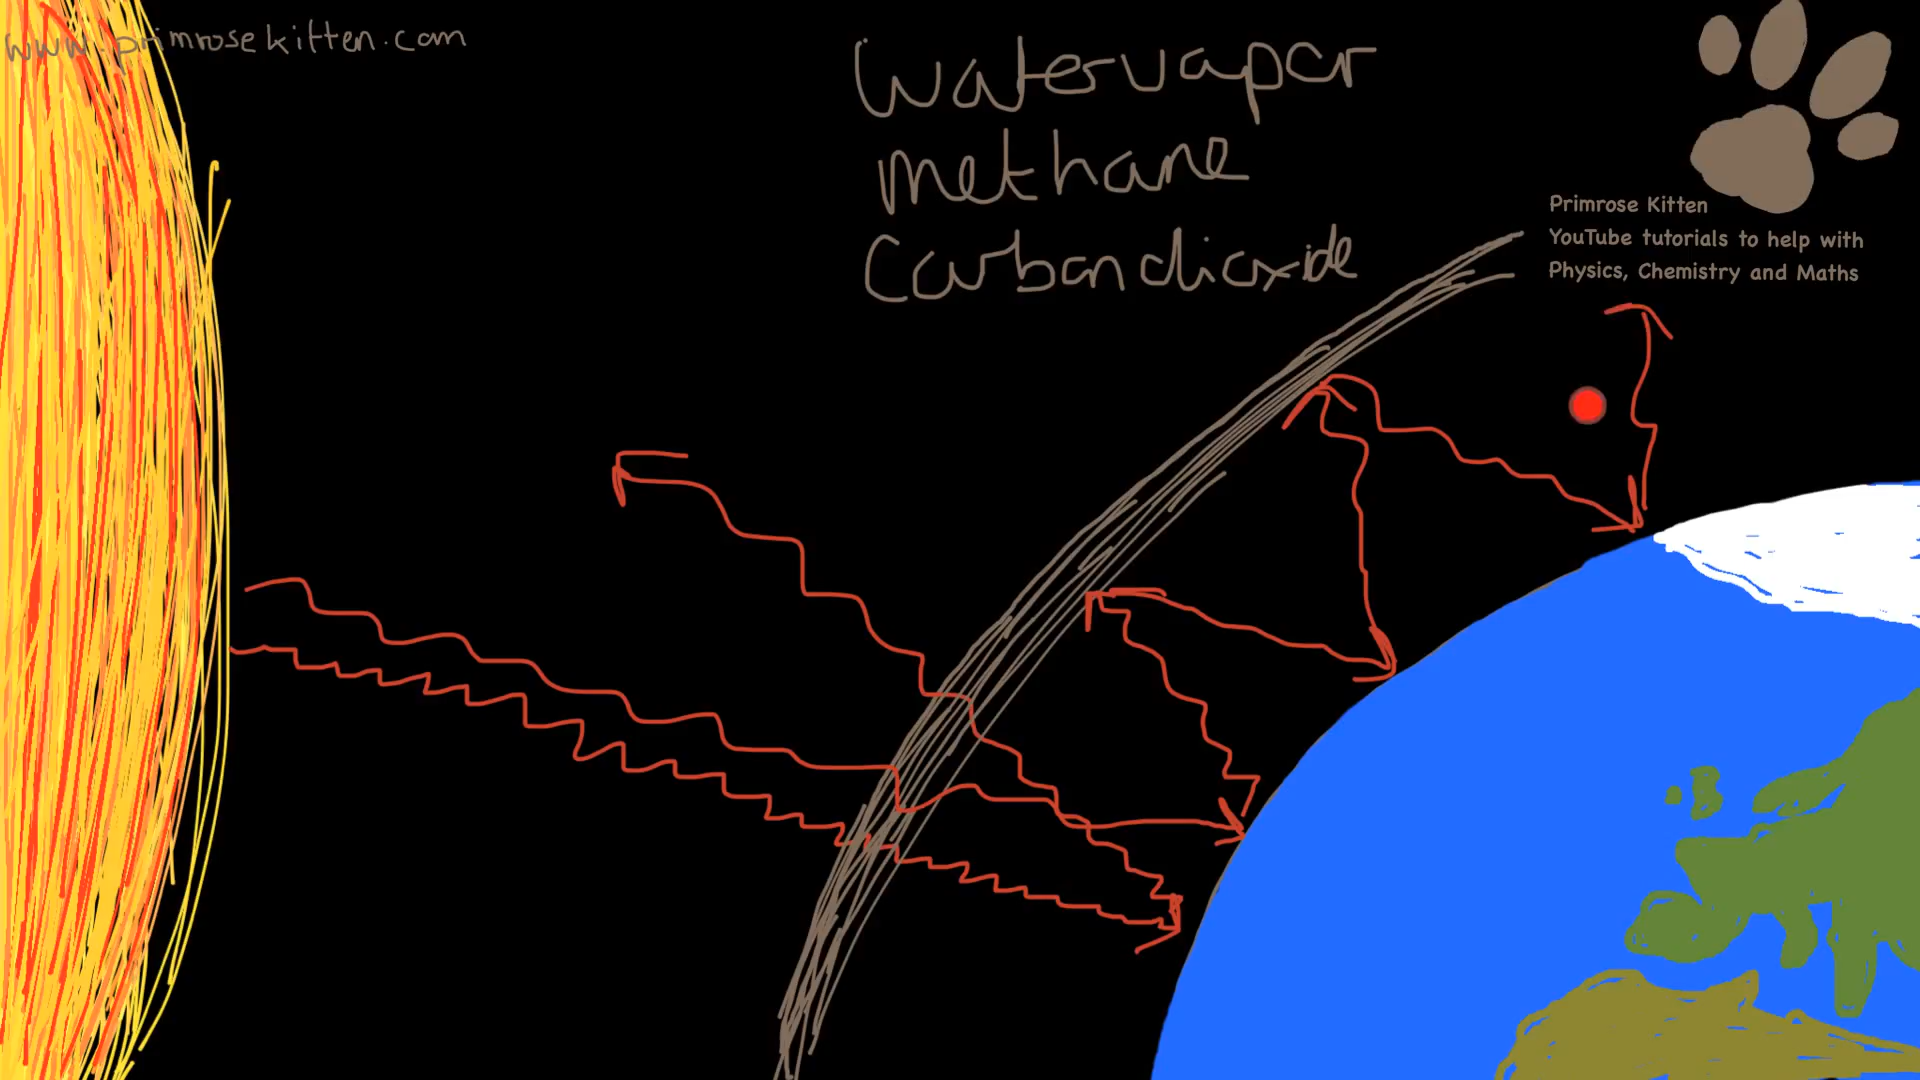 www.primrosekitten.com
Watervapor
methane
Carbondioxide
Primrose Kitten
YouTube tutorials to help with
Physics, Chemistry and Maths